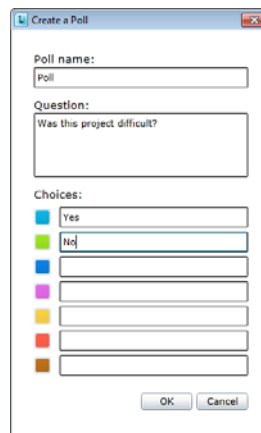 Create a Poll
Poll name:
Poll
Question:
Was this project difficult?
Choices:
Yes
No
OK Cancel